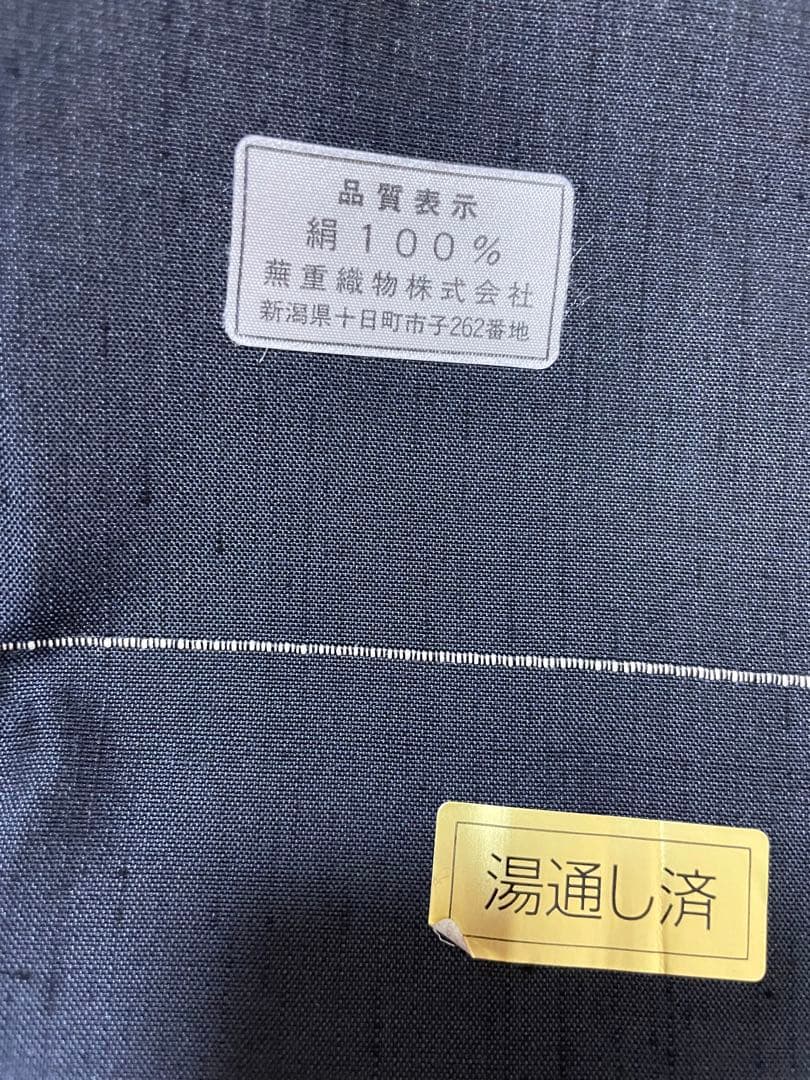 品質表示
絹100%
蕪重織物株式会社
新潟県十日町市子262番地
湯通し済